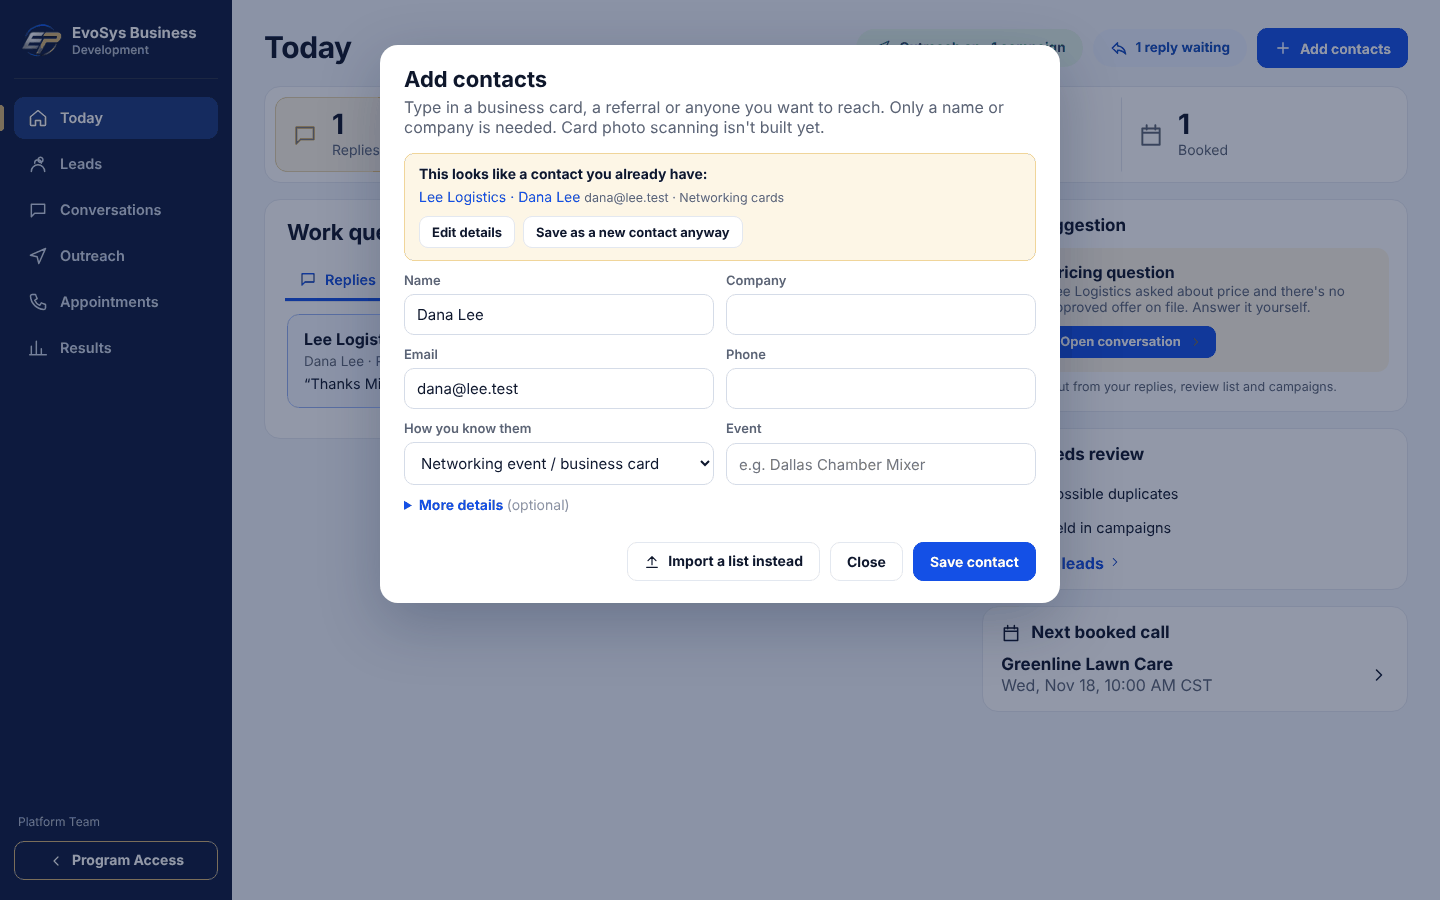 EvoSys Business
Development
Today
Leads
Conversations
Outreach
Appointments
Results
Platform Team
Program Access
Today
1 reply waiting
Add contacts
1
Replies
1
Booked
Work que
Replies
Lee Logist
Dana Lee ·
“Thanks Mi
ggestion
ricing question
ee Logistics asked about price and there's no
pproved offer on file. Answer it yourself.
Open conversation
ut from your replies, review list and campaigns.
eds review
ossible duplicates
eld in campaigns
leads
Next booked call
Greenline Lawn Care
Wed, Nov 18, 10:00 AM CST
Add contacts
Type in a business card, a referral or anyone you want to reach. Only a name or
company is needed. Card photo scanning isn't built yet.
This looks like a contact you already have:
Lee Logistics · Dana Lee dana@lee.test · Networking cards
Edit details
Save as a new contact anyway
Name
Company
Dana Lee
Email
Phone
dana@lee.test
How you know them
Event
Networking event / business card
e.g. Dallas Chamber Mixer
More details (optional)
Import a list instead
Close
Save contact